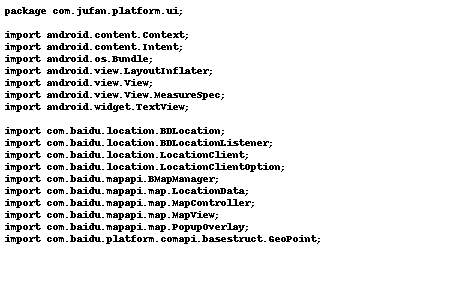 package com.jufan.platform.ui;

import android.content.Context;
import android.content.Intent;
import android.os.Bundle;
import android.view.LayoutInflater;
import android.view.View;
import android.view.View.MeasureSpec;
import android.widget.TextView;

import com.baidu.location.BDLocation;
import com.baidu.location.BDLocationListener;
import com.baidu.location.LocationClient;
import com.baidu.location.LocationClientOption;
import com.baidu.mapapi.BMapManager;
import com.baidu.mapapi.map.LocationData;
import com.baidu.mapapi.map.MapController;
import com.baidu.mapapi.map.MapView;
import com.baidu.mapapi.map.PopupOverlay;
import com.baidu.platform.comapi.basestruct.GeoPoint;